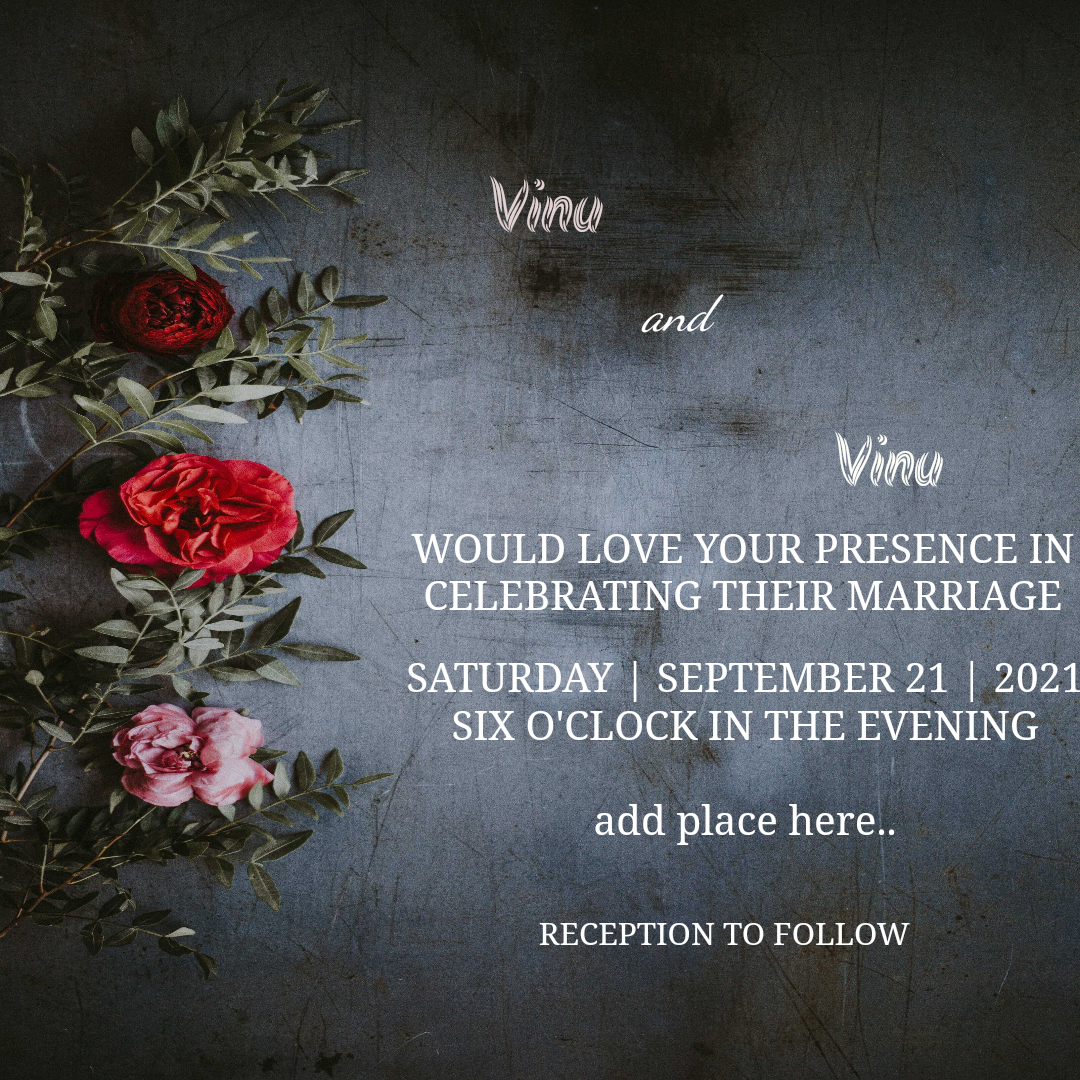 Vinu
and
Vinu
WOULD LOVE YOUR PRESENCE IN
CELEBRATING THEIR MARRIAGE
SATURDAY | SEPTEMBER 21 | 2021
SIX O'CLOCK IN THE EVENING
add place here..
RECEPTION TO FOLLOW